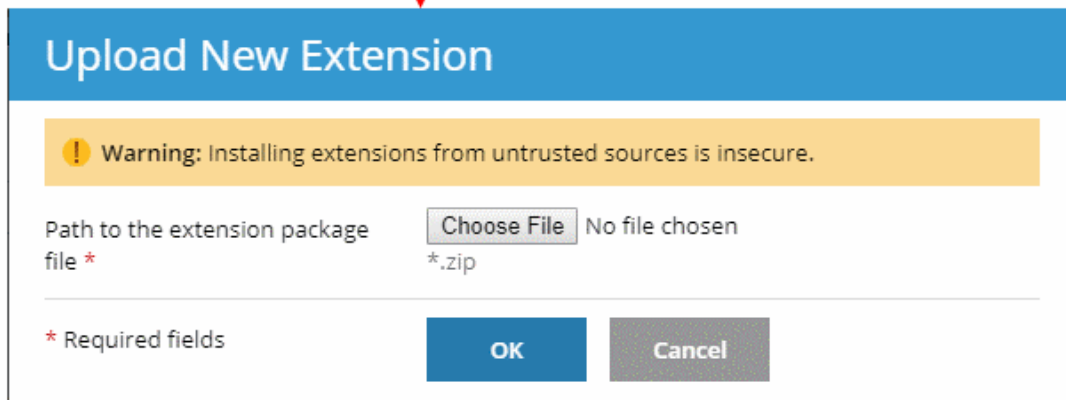 Upload New Extension
! Warning: Installing extensions from untrusted sources is insecure.
Path to the extension package
file *
Choose File No file chosen
*.zip
* Required fields
OK
Cancel